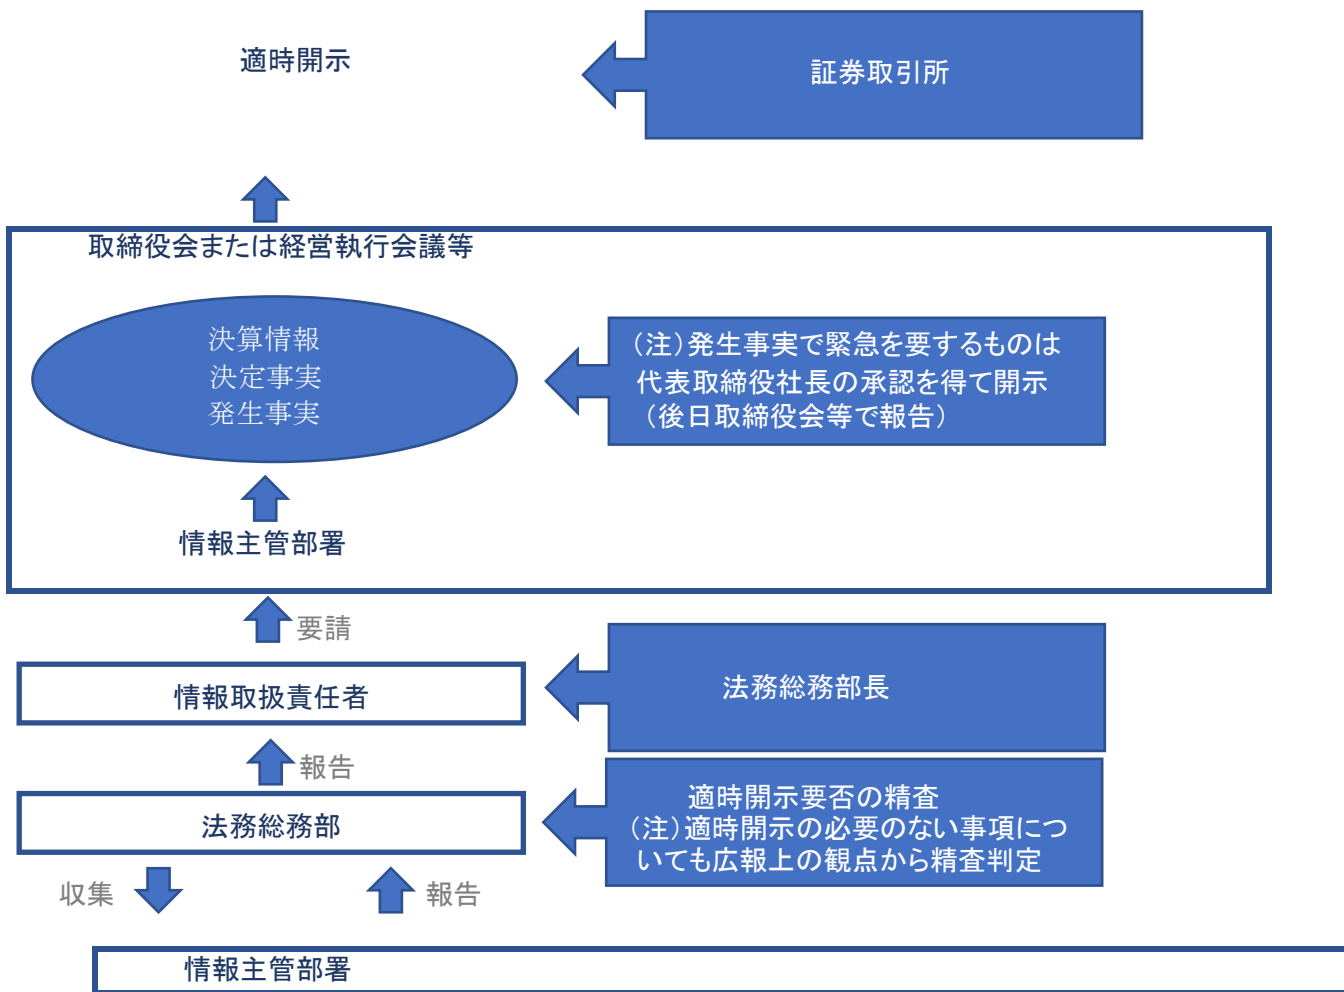 適時開示
証券取引所
取締役会または経営執行会議等
決算情報
決定事実
発生事実
（注）発生事実で緊急を要するものは
代表取締役社長の承認を得て開示
（後日取締役会等で報告）
情報主管部署
要請
情報取扱責任者
法務総務部長
報告
法務総務部
適時開示要否の精査
（注）適時開示の必要のない事項につ
いても広報上の観点から精査判定
収集
報告
情報主管部署